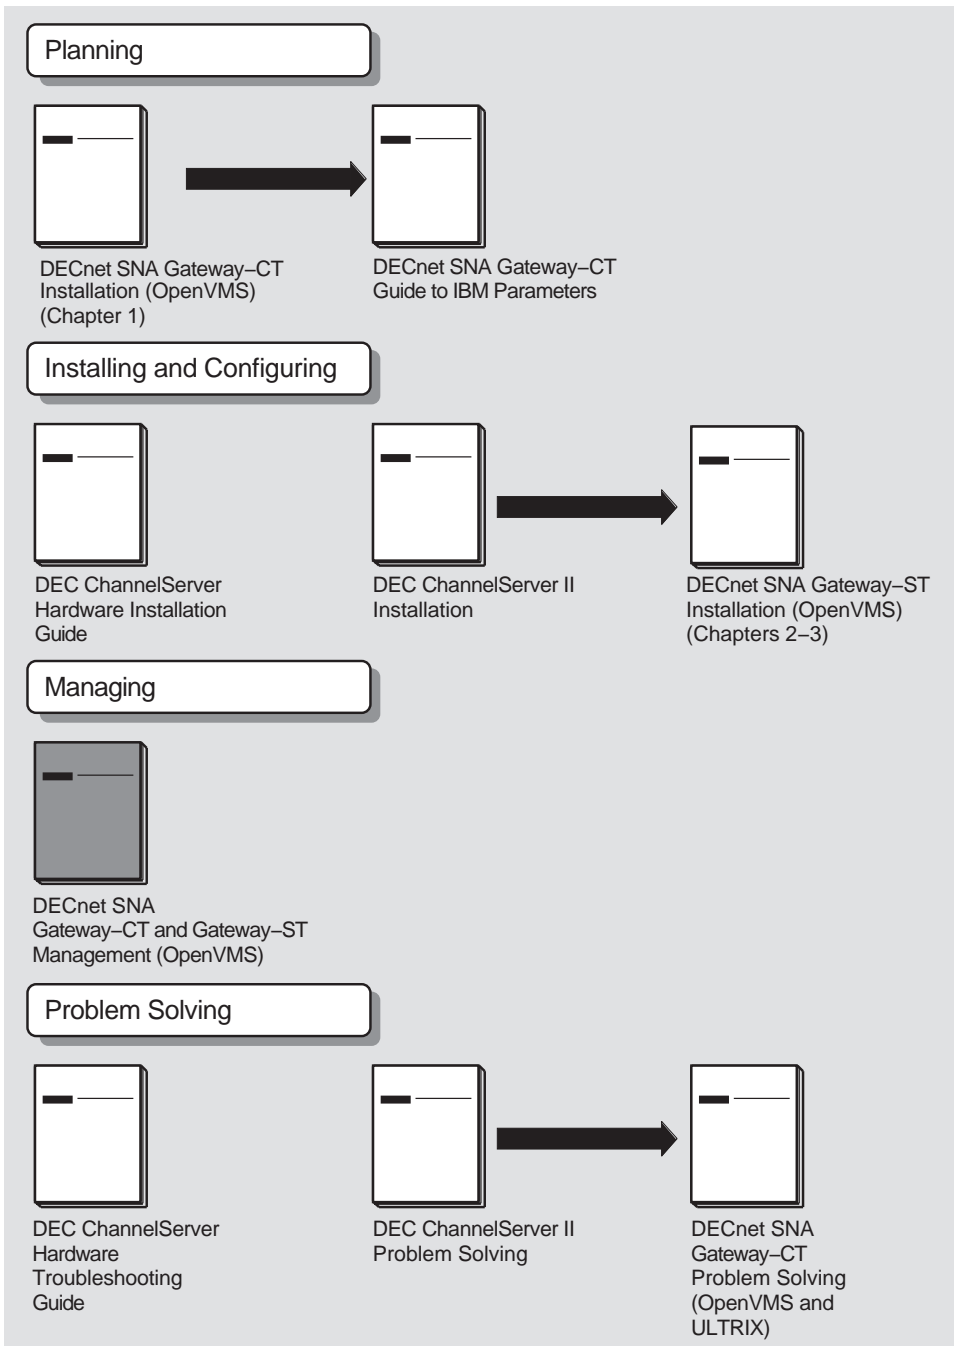 Planning
DECnet SNA Gateway–CT
Installation (OpenVMS)
(Chapter 1)
DECnet SNA Gateway–CT
Guide to IBM Parameters
Installing and Configuring
DEC ChannelServer
Hardware Installation
Guide
DEC ChannelServer II
Installation
DECnet SNA Gateway–ST
Installation (OpenVMS)
(Chapters 2–3)
Managing
DECnet SNA
Gateway–CT and Gateway–ST
Management (OpenVMS)
Problem Solving
DEC ChannelServer
Hardware
Troubleshooting
Guide
DEC ChannelServer II
Problem Solving
DECnet SNA
Gateway–CT
Problem Solving
(OpenVMS and
ULTRIX)